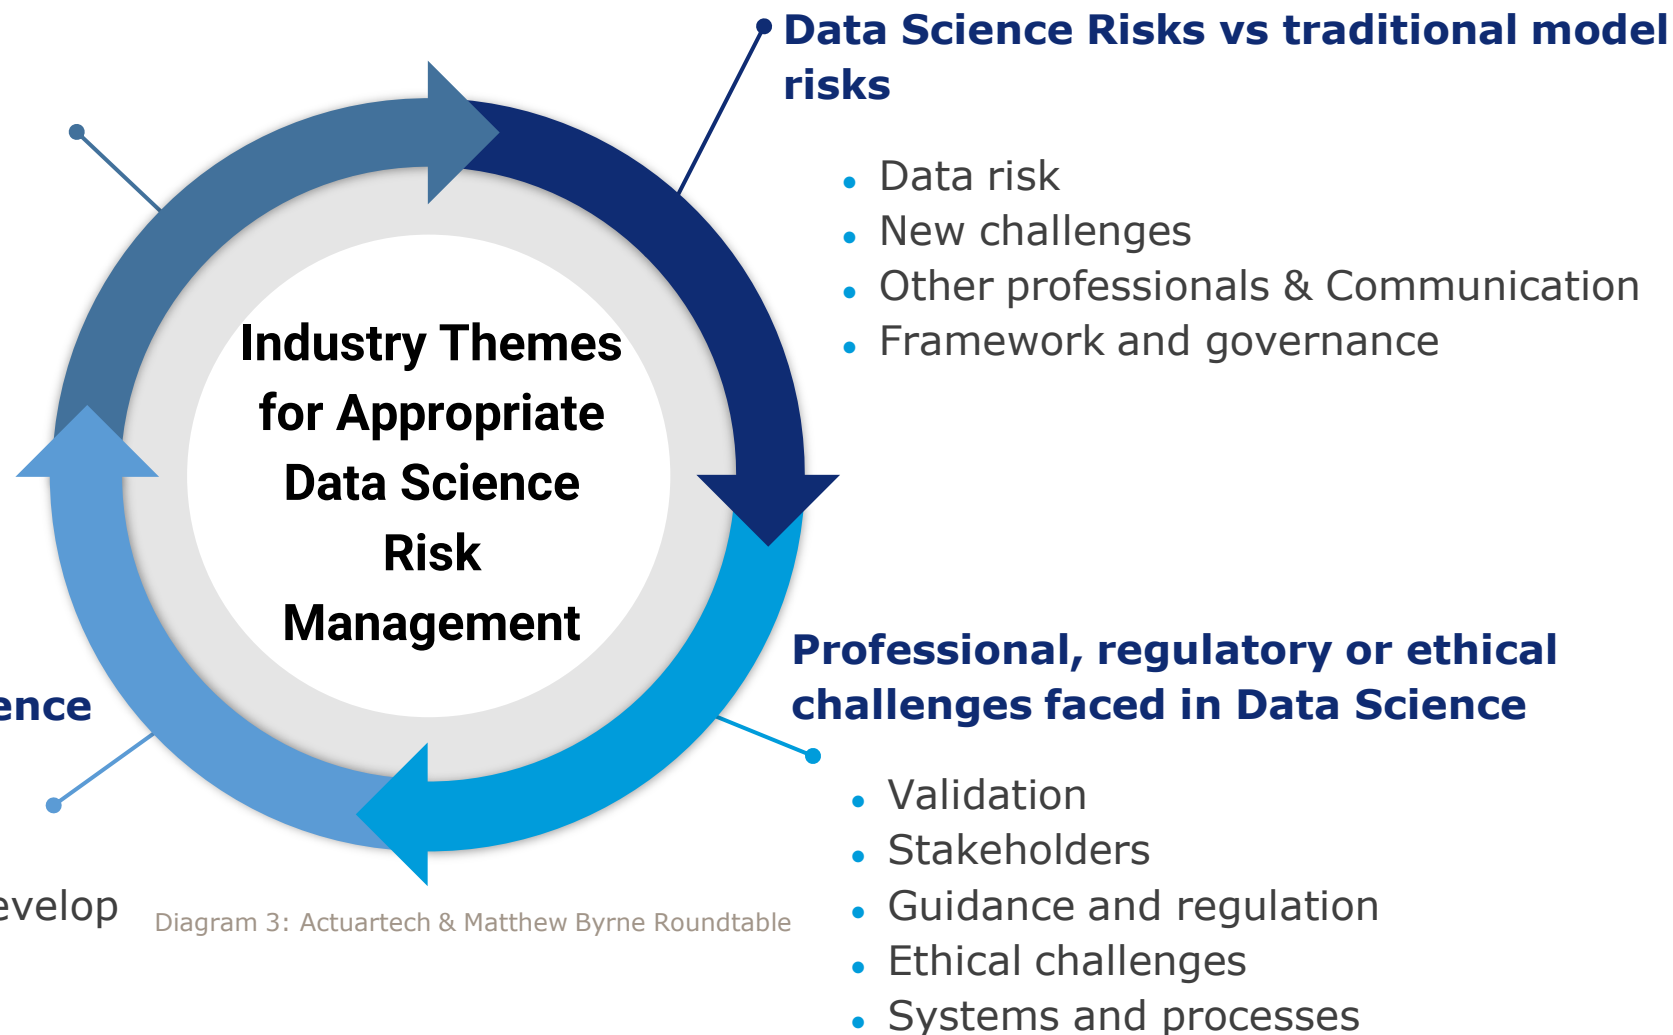 Data Science Risks vs traditional model
risks
Data risk
New challenges
Other professionals & Communication
Framework and governance
Industry Themes
for Appropriate
Data Science
Risk
Management
Professional, regulatory or ethical
challenges faced in Data Science
Validation
Stakeholders
Guidance and regulation
Ethical challenges
Systems and processes
ence
evelop
Diagram 3: Actuartech & Matthew Byrne Roundtable